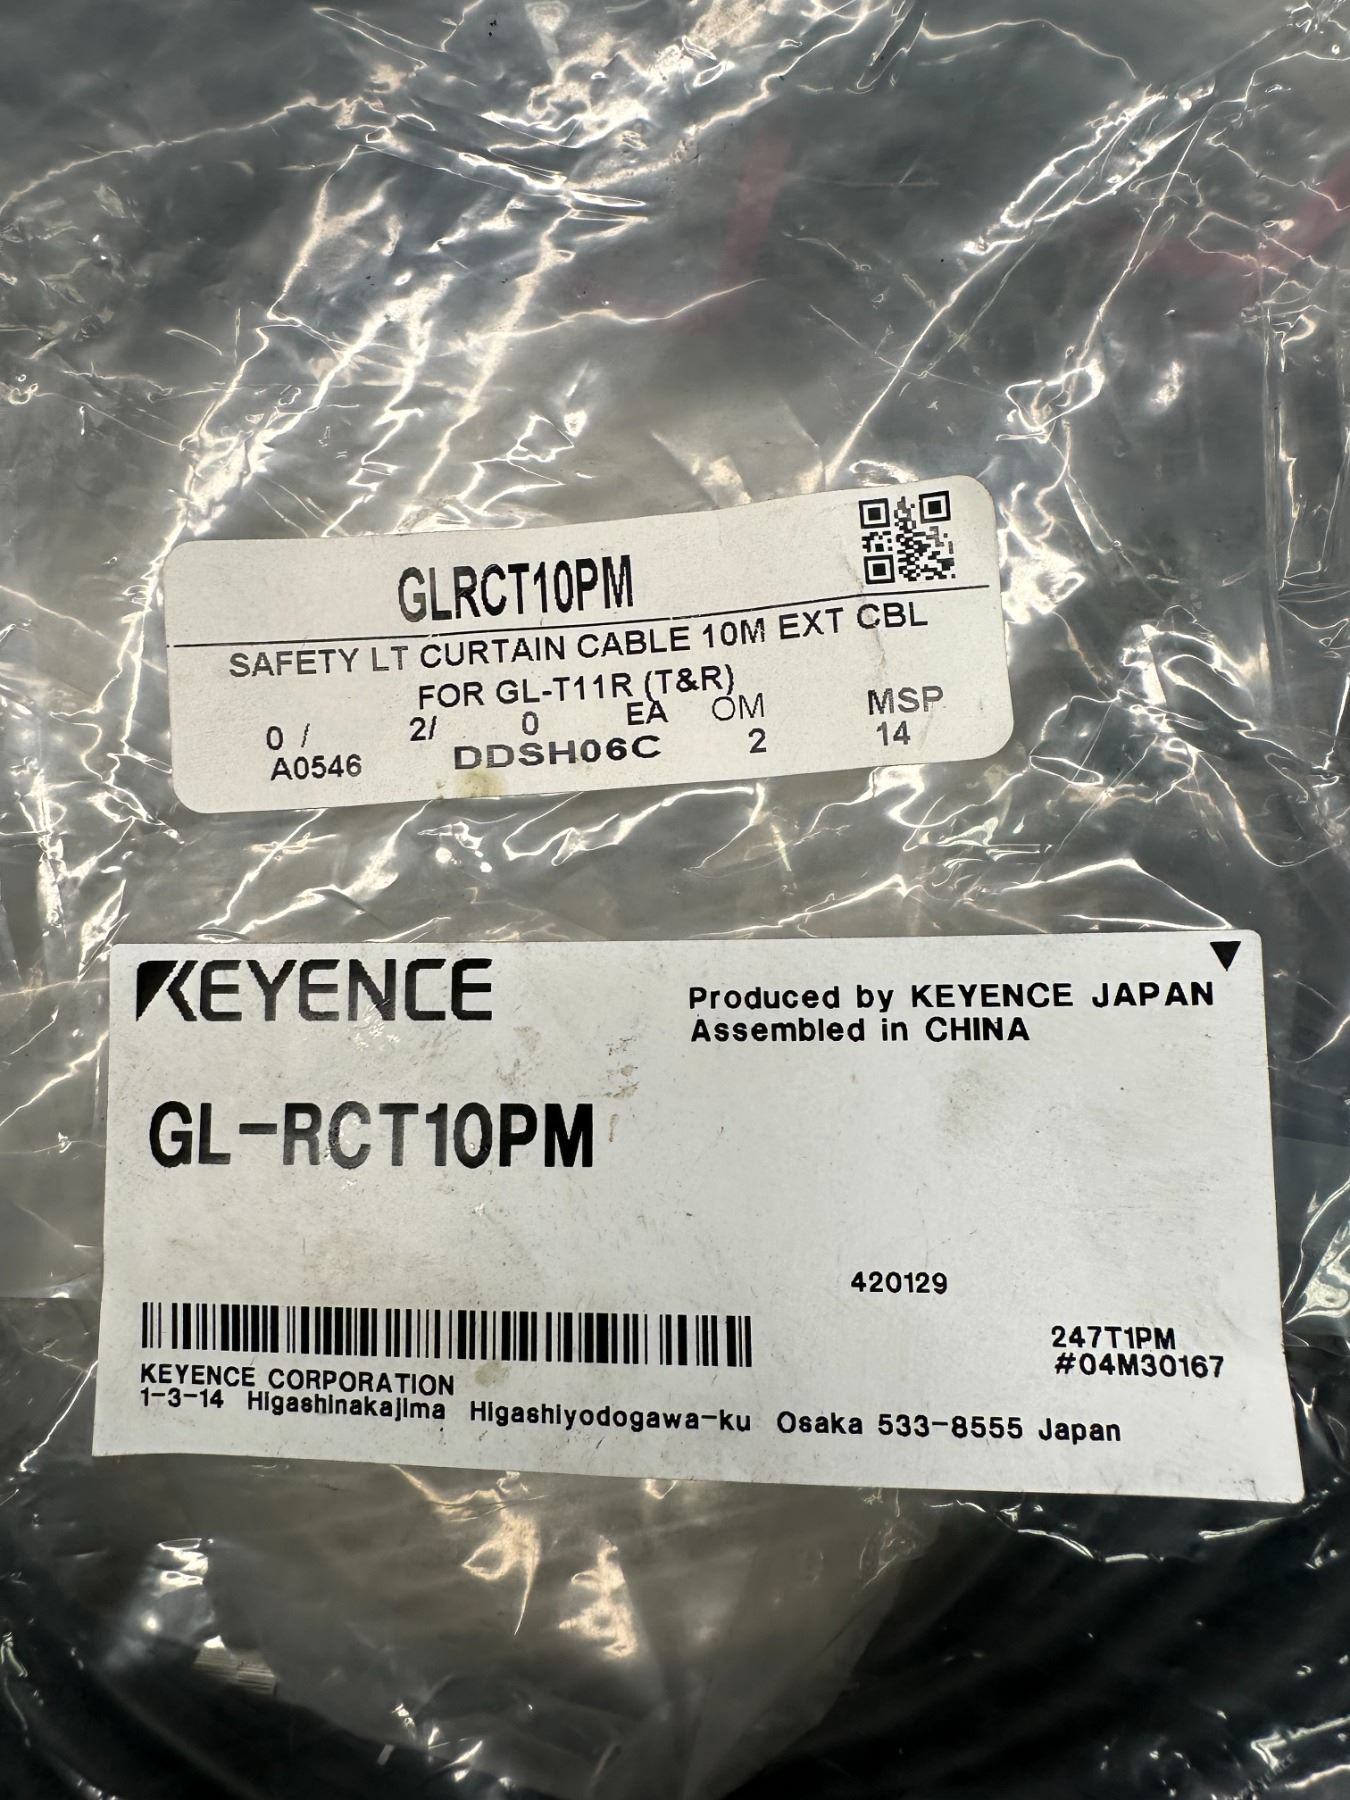 GLRCT10PM
SAFETY LT CURTAIN CABLE 10M EXT CBL
FOR GL-T11R (T&R)
0 / 2/ 0 EA OM MSP
A0546 DDSH06C 2 14
KEYENCE
Produced by KEYENCE JAPAN
Assembled in CHINA
GL-RCT10PM
420129
247T1PM
#04M30167
KEYENCE CORPORATION
1-3-14 Higashinakajima Higashiyodogawa-ku Osaka 533-8555 Japan